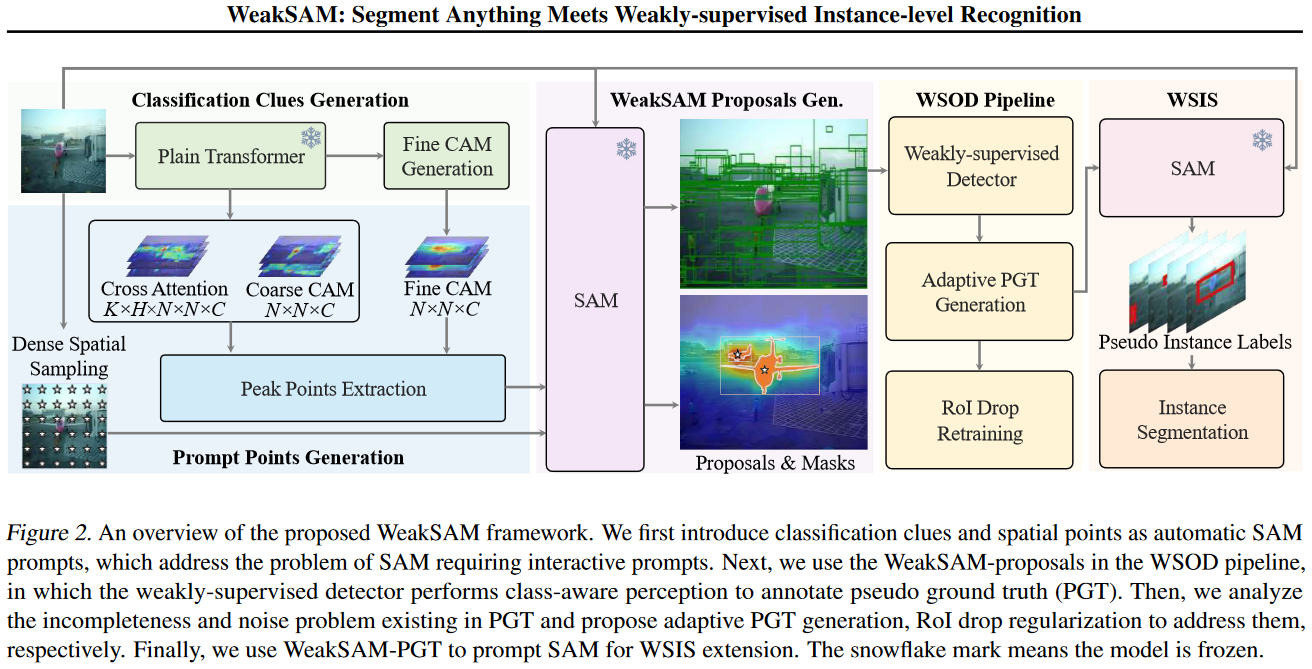 WeakSAM: Segment Anything Meets Weakly-supervised Instance-level Recognition
Classification Clues Generation
Plain Transformer
Fine CAM
Generation
Cross Attention
K×H×N×N×C
Coarse CAM
N×N×C
Fine CAM
N×N×C
Dense Spatial
Sampling
Peak Points Extraction
Prompt Points Generation
WeakSAM Proposals Gen.
SAM
Proposals & Masks
WSOD Pipeline
Weakly-supervised
Detector
Adaptive PGT
Generation
RoI Drop
Retraining
WSIS
SAM
Pseudo Instance Labels
Instance
Segmentation
Figure 2. An overview of the proposed WeakSAM framework. We first introduce classification clues and spatial points as automatic SAM
prompts, which address the problem of SAM requiring interactive prompts. Next, we use the WeakSAM-proposals in the WSOD pipeline,
in which the weakly-supervised detector performs class-aware perception to annotate pseudo ground truth (PGT). Then, we analyze
the incompleteness and noise problem existing in PGT and propose adaptive PGT generation, RoI drop regularization to address them,
respectively. Finally, we use WeakSAM-PGT to prompt SAM for WSIS extension. The snowflake mark means the model is frozen.